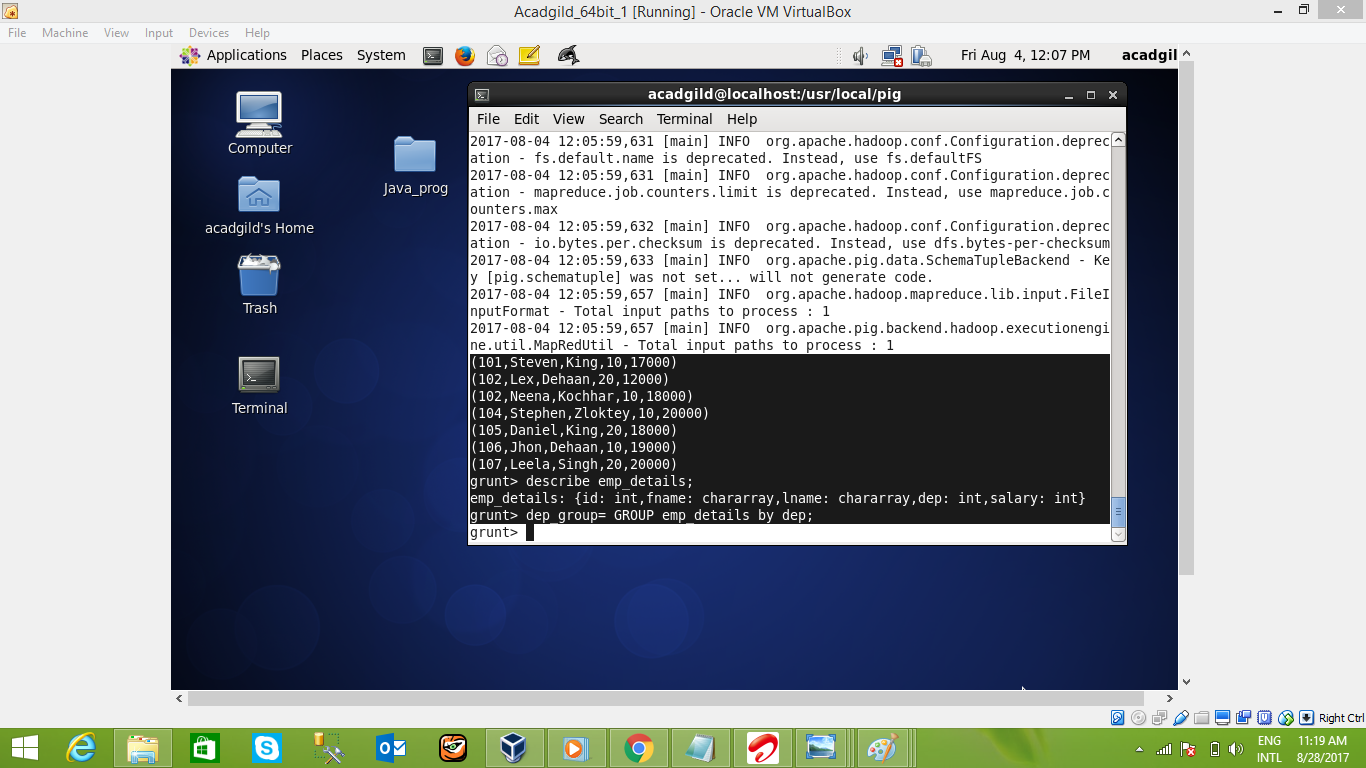 Acadgild_64bit_1 [Running] - Oracle VM VirtualBox
File Machine View Input Devices Help
Applications Places System Fri Aug 4, 12:07 PM acadgil
acadgild@localhost:/usr/local/pig
File Edit View Search Terminal Help
Computer
acadgild's Home
Trash
Terminal
Java_prog
2017-08-04 12:05:59,631 [main] INFO  org.apache.hadoop.conf.Configuration.deprec
ation - fs.default.name is deprecated. Instead, use fs.defaultFS
2017-08-04 12:05:59,631 [main] INFO  org.apache.hadoop.conf.Configuration.deprec
ation - mapreduce.job.counters.limit is deprecated. Instead, use mapreduce.job.c
ounters.max
2017-08-04 12:05:59,632 [main] INFO  org.apache.hadoop.conf.Configuration.deprec
ation - io.bytes.per.checksum is deprecated. Instead, use dfs.bytes-per-checksum
2017-08-04 12:05:59,633 [main] INFO  org.apache.pig.data.SchemaTupleBackend - Ke
y [pig.schematuple] was not set... will not generate code.
2017-08-04 12:05:59,657 [main] INFO  org.apache.hadoop.mapreduce.lib.input.FileI
nputFormat - Total input paths to process : 1
2017-08-04 12:05:59,657 [main] INFO  org.apache.pig.backend.hadoop.executionengi
ne.util.MapRedUtil - Total input paths to process : 1
(101,Steven,King,10,17000)
(102,Lex,Dehaan,20,12000)
(102,Neena,Kochhar,10,18000)
(104,Stephen,Zloktey,10,20000)
(105,Daniel,King,20,18000)
(106,Jhon,Dehaan,10,19000)
(107,Leela,Singh,20,20000)
grunt> describe emp_details;
emp_details: {id: int,fname: chararray,lname: chararray,dep: int,salary: int}
grunt> dep_group= GROUP emp_details by dep;
grunt>
Right Ctrl
ENG 11:19 AM
INTL 8/28/2017